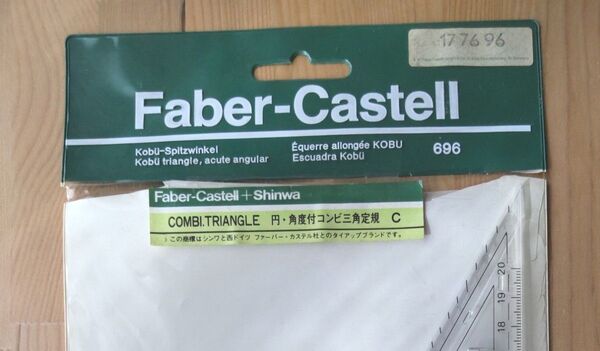 17 76 96
Faber-Castell
Kobü-Spitzwinkel
Kobü triangle, acute angular
Équerre allongée KOBU
Escuadra Kobü
696
Faber-Castell + Shinwa
COMBI.TRIANGLE 円・角度付コンビ三角定規 C
この商標はシンワと西ドイツ ファーバー・カステル社とのタイアップブランドです。
20
19
18